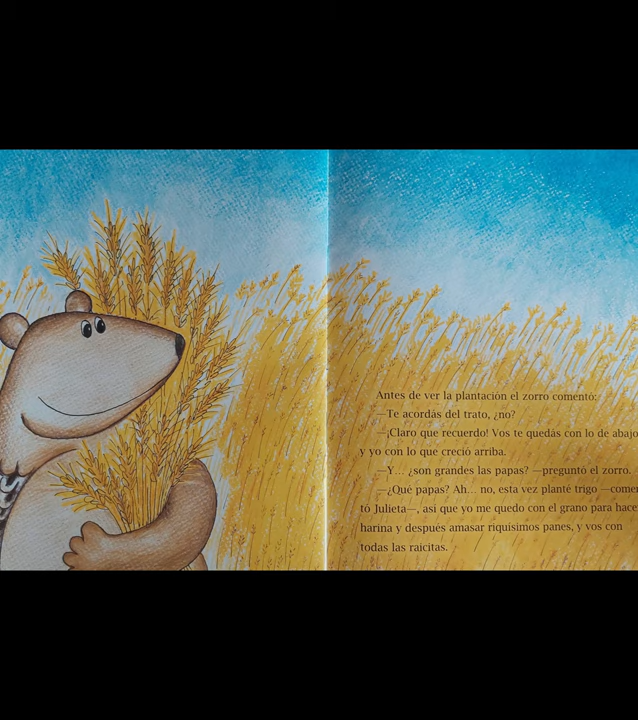 Antes de ver la plantación el zorro comentó:
—Te acordás del trato, ¿no?
—¡Claro que recuerdo! Vos te quedás con lo de abajo
y yo con lo que creció arriba.
—Y... ¿son grandes las papas? —preguntó el zorro.
—¿Qué papas? Ah... no, esta vez planté trigo —comen
tó Julieta—, así que yo me quedo con el grano para hace
harina y después amasar riquísimos panes, y vos con
todas las raicitas.